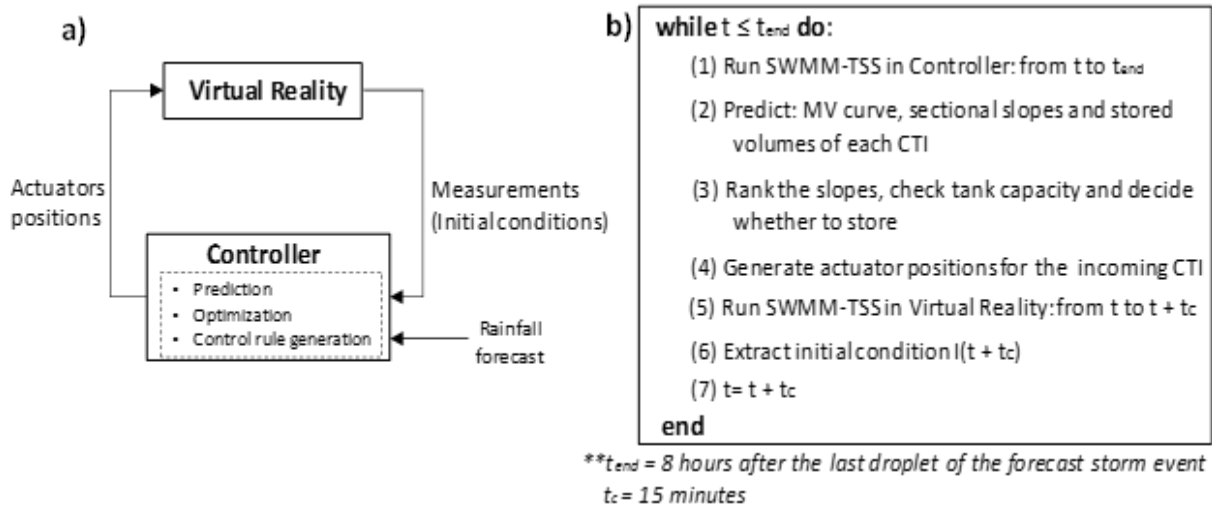 a)
Virtual Reality
Actuators
positions
Measurements
(Initial conditions)
Controller
• Prediction
• Optimization
• Control rule generation
Rainfall
forecast
b)
while t ≤ tend do:
(1) Run SWMM-TSS in Controller: from t to tend
(2) Predict: MV curve, sectional slopes and stored
volumes of each CTI
(3) Rank the slopes, check tank capacity and decide
whether to store
(4) Generate actuator positions for the incoming CTI
(5) Run SWMM-TSS in Virtual Reality: from t to t + tc
(6) Extract initial condition I(t + tc)
(7) t= t + tc
end
**tend = 8 hours after the last droplet of the forecast storm event
tc = 15 minutes